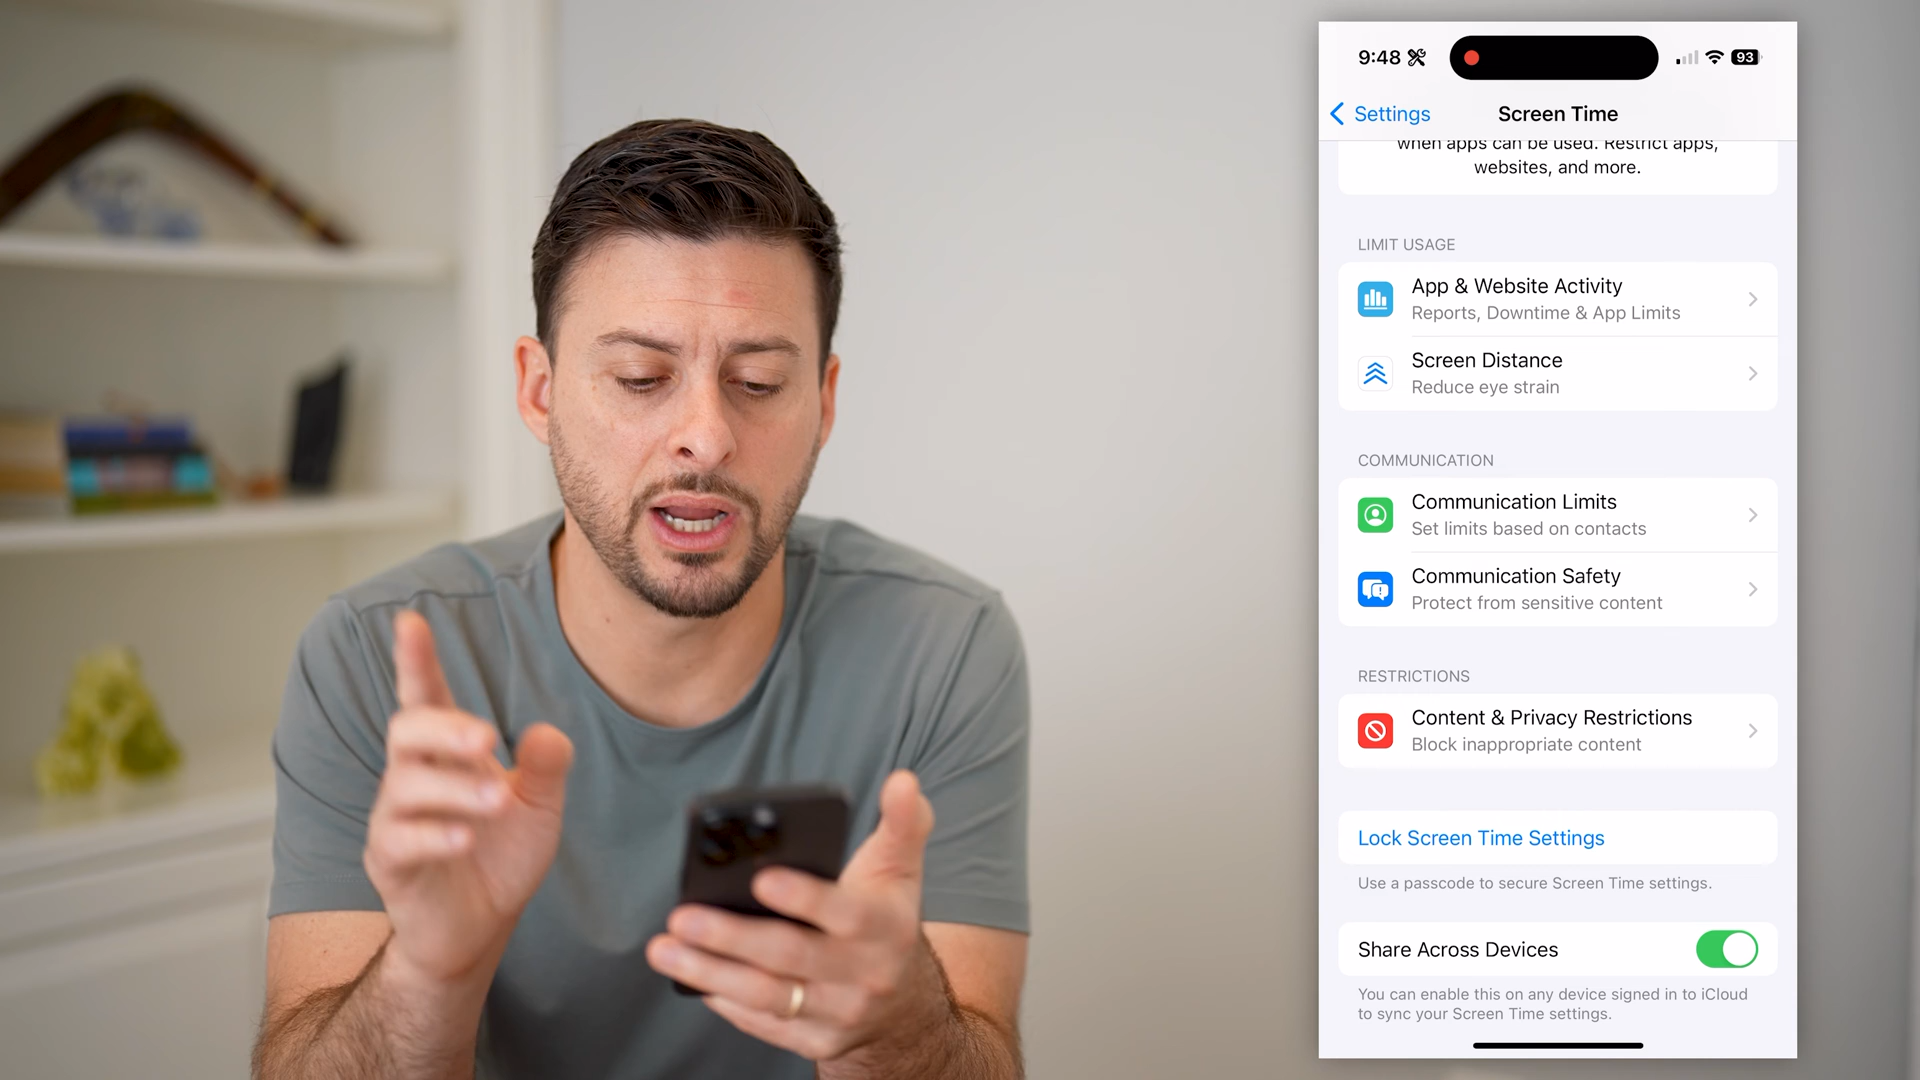 9:48
93
Settings
Screen Time
when apps can be used. Restrict apps,
websites, and more.
LIMIT USAGE
App & Website Activity
Reports, Downtime & App Limits
Screen Distance
Reduce eye strain
COMMUNICATION
Communication Limits
Set limits based on contacts
Communication Safety
Protect from sensitive content
RESTRICTIONS
Content & Privacy Restrictions
Block inappropriate content
Lock Screen Time Settings
Use a passcode to secure Screen Time settings.
Share Across Devices
You can enable this on any device signed in to iCloud
to sync your Screen Time settings.